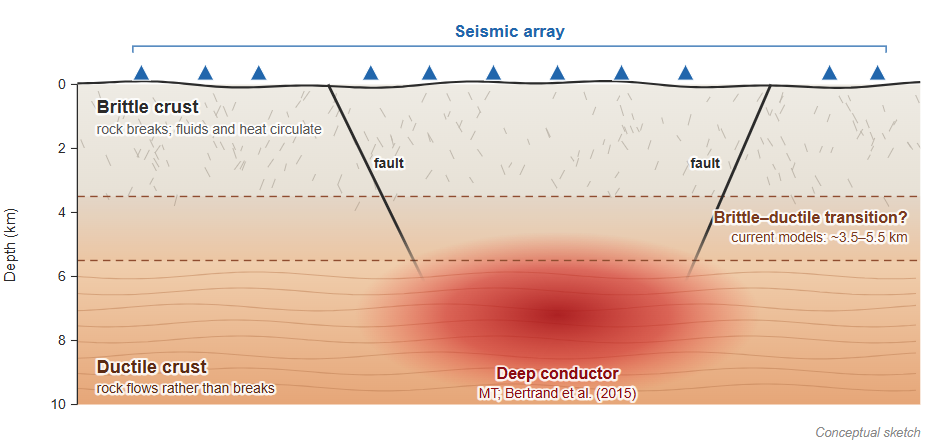 Seismic array
0
Brittle crust
rock breaks; fluids and heat circulate
2
fault
fault
4
Brittle–ductile transition?
current models: ~3.5–5.5 km
Depth (km)
6
8
Ductile crust
rock flows rather than breaks
Deep conductor
MT; Bertrand et al. (2015)
10
Conceptual sketch